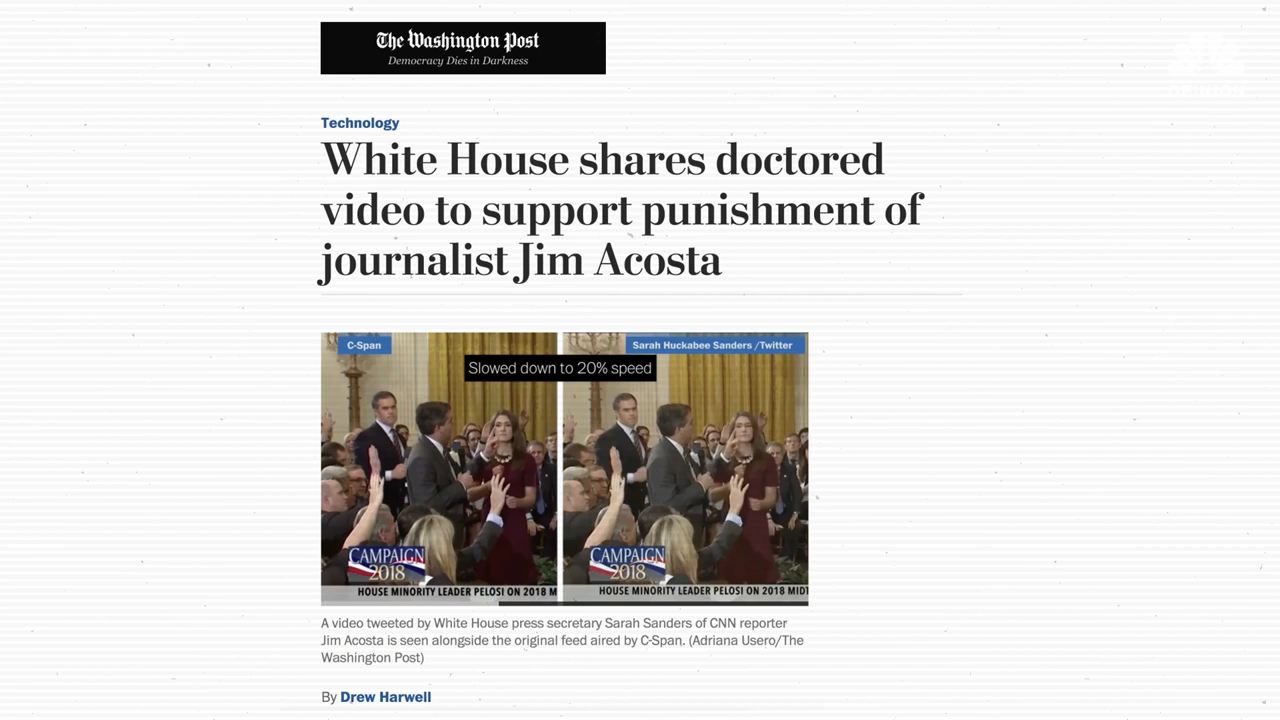 The Washington Post
Democracy Dies in Darkness
Technology
White House shares doctored
video to support punishment of
journalist Jim Acosta
C-Span
Sarah Huckabee Sanders /Twitter
Slowed down to 20% speed
CAMPAIGN
2018
HOUSE MINORITY LEADER PELOSI ON 2018 M
CAMPAIGN
2018
HOUSE MINORITY LEADER PELOSI ON 2018 MIDT
A video tweeted by White House press secretary Sarah Sanders of CNN reporter
Jim Acosta is seen alongside the original feed aired by C-Span. (Adriana Usero/The
Washington Post)
By Drew Harwell